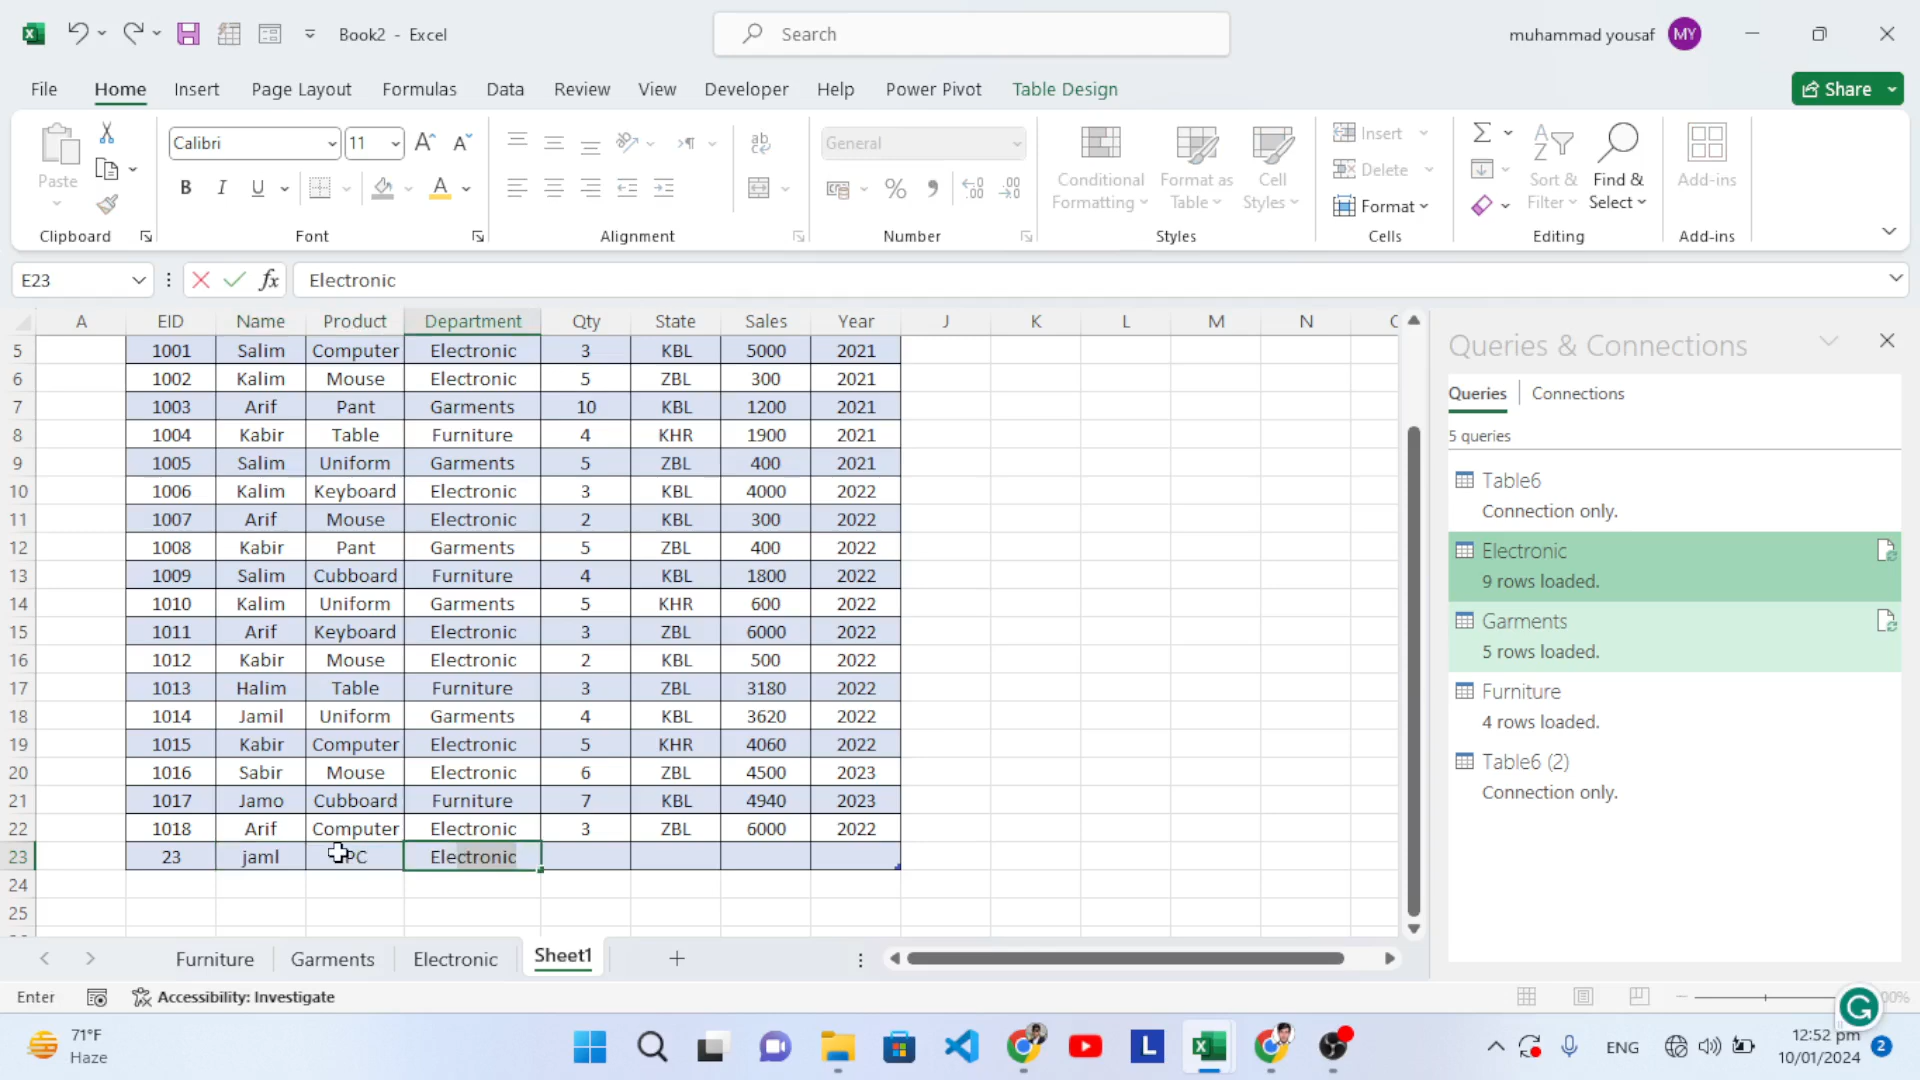 Book2 - Excel
Search
muhammad yousaf
MY
File Home Insert Page Layout Formulas Data Review View Developer Help Power Pivot Table Design
Share
Calibri 11
General
Paste
Conditional Formatting
Format as Table
Cell Styles
Insert
Delete
Format
Sort & Filter
Find & Select
Add-ins
Clipboard Font Alignment Number Styles Cells Editing Add-ins
E23 fx Electronic
A EID Name Product Department Qty State Sales Year J K L M N
5 1001 Salim Computer Electronic 3 KBL 5000 2021
6 1002 Kalim Mouse Electronic 5 ZBL 300 2021
7 1003 Arif Pant Garments 10 KBL 1200 2021
8 1004 Kabir Table Furniture 4 KHR 1900 2021
9 1005 Salim Uniform Garments 5 ZBL 400 2021
10 1006 Kalim Keyboard Electronic 3 KBL 4000 2022
11 1007 Arif Mouse Electronic 2 KBL 300 2022
12 1008 Kabir Pant Garments 5 ZBL 400 2022
13 1009 Salim Cubboard Furniture 4 KBL 1800 2022
14 1010 Kalim Uniform Garments 5 KHR 600 2022
15 1011 Arif Keyboard Electronic 3 ZBL 6000 2022
16 1012 Kabir Mouse Electronic 2 KBL 500 2022
17 1013 Halim Table Furniture 3 ZBL 3180 2022
18 1014 Jamil Uniform Garments 4 KBL 3620 2022
19 1015 Kabir Computer Electronic 5 KHR 4060 2022
20 1016 Sabir Mouse Electronic 6 ZBL 4500 2023
21 1017 Jamo Cubboard Furniture 7 KBL 4940 2023
22 1018 Arif Computer Electronic 3 ZBL 6000 2022
23 23 jaml PC Electronic
24
25
Queries & Connections
Queries Connections
5 queries
Table6
Connection only.
Electronic
9 rows loaded.
Garments
5 rows loaded.
Furniture
4 rows loaded.
Table6 (2)
Connection only.
Furniture Garments Electronic Sheet1
Enter
Accessibility: Investigate
71°F
Haze
ENG
12:52 pm
10/01/2024
2